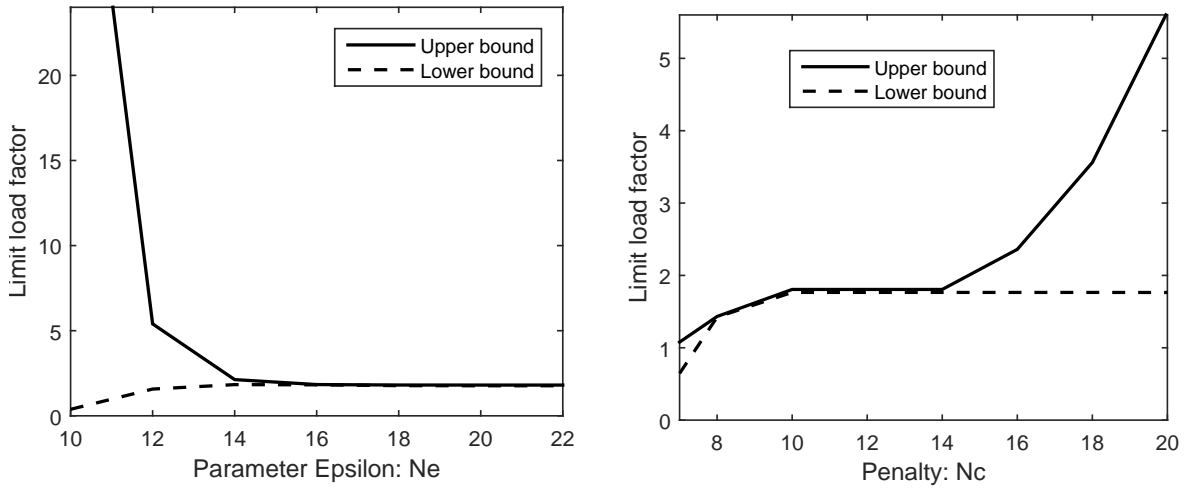 20
15
10
5
0
10 12 14 16 18 20 22
Limit load factor
Parameter Epsilon: Ne
Upper bound
Lower bound
5
4
3
2
1
0
8 10 12 14 16 18 20
Limit load factor
Penalty: Nc
Upper bound
Lower bound